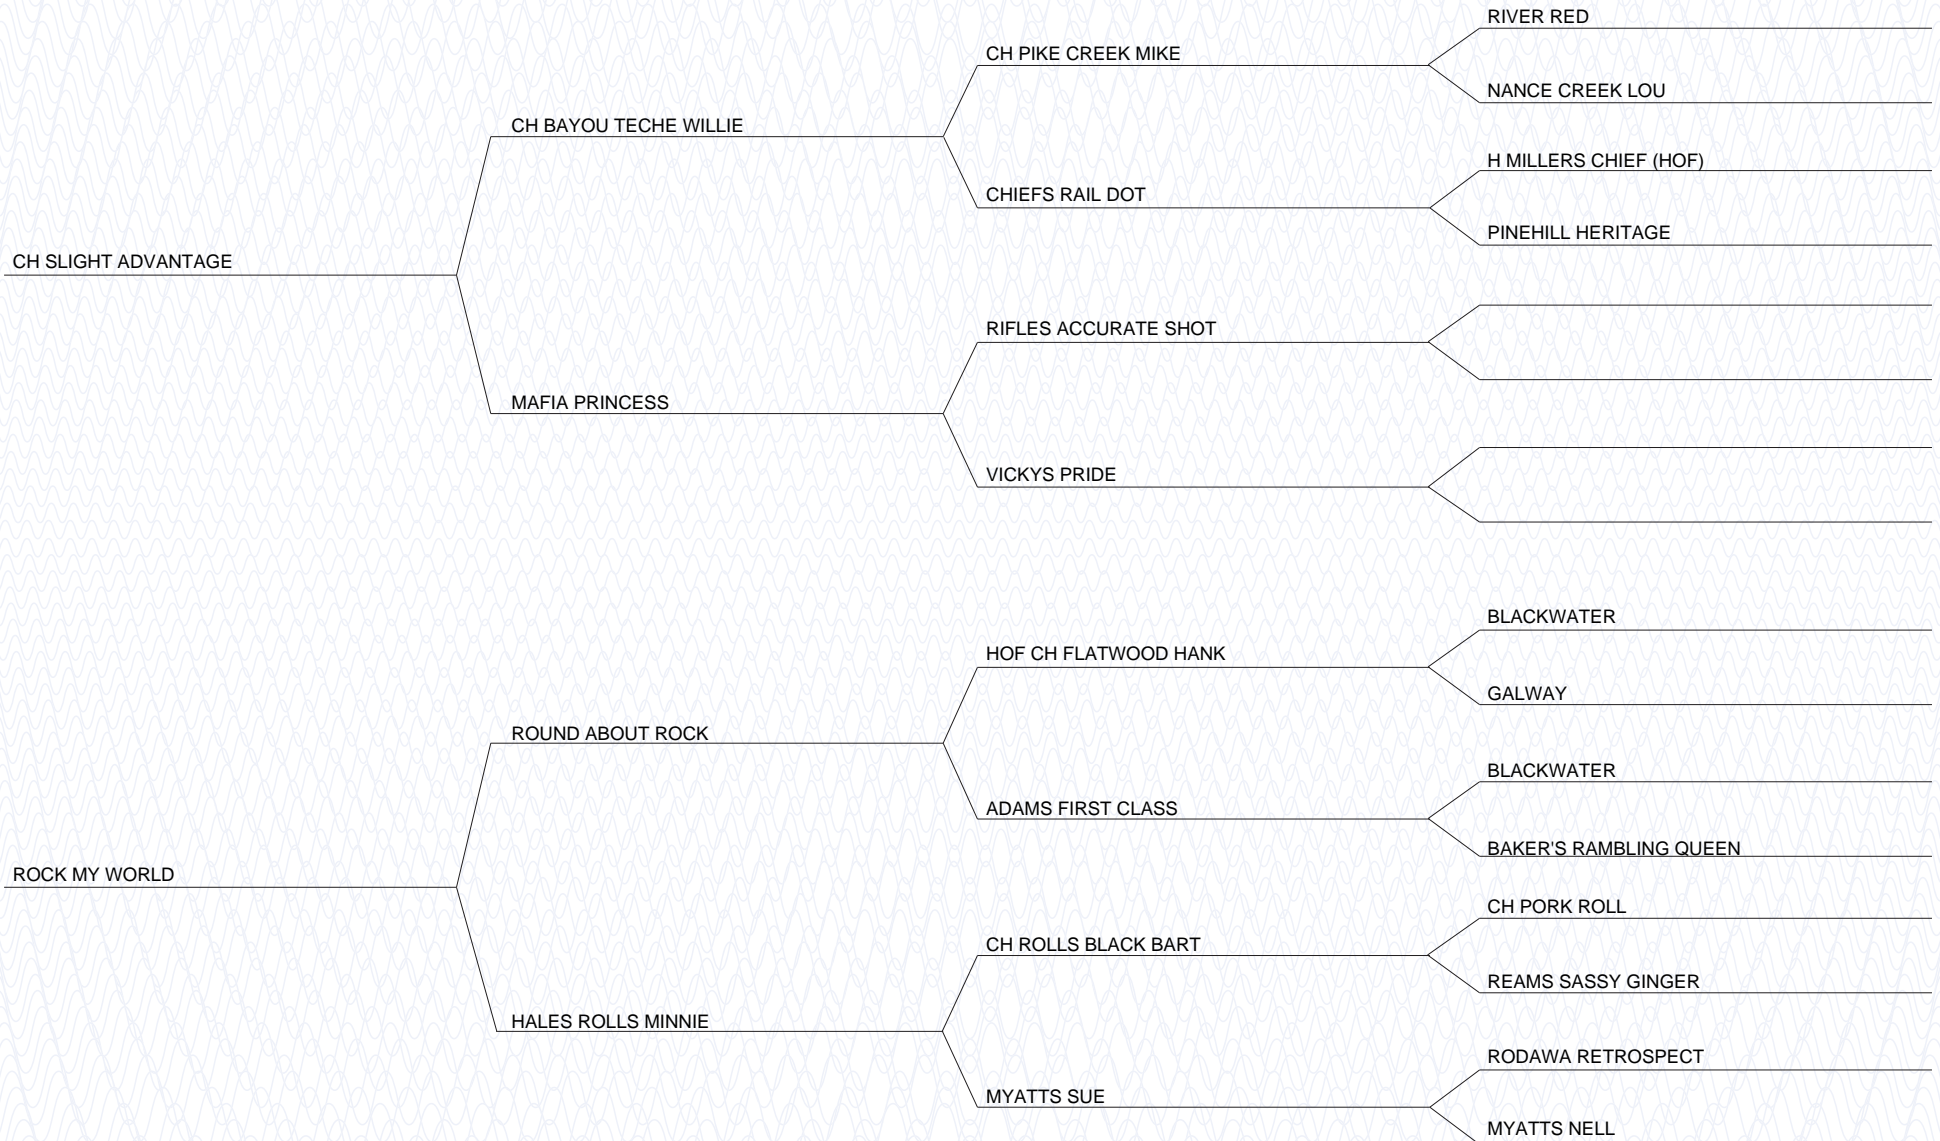 RIVER RED
CH PIKE CREEK MIKE
NANCE CREEK LOU
CH BAYOU TECHE WILLIE
H MILLERS CHIEF (HOF)
CHIEFS RAIL DOT
PINEHILL HERITAGE
CH SLIGHT ADVANTAGE
RIFLES ACCURATE SHOT
MAFIA PRINCESS
VICKYS PRIDE
BLACKWATER
HOF CH FLATWOOD HANK
GALWAY
ROUND ABOUT ROCK
BLACKWATER
ADAMS FIRST CLASS
BAKER'S RAMBLING QUEEN
ROCK MY WORLD
CH PORK ROLL
CH ROLLS BLACK BART
REAMS SASSY GINGER
HALES ROLLS MINNIE
RODAWA RETROSPECT
MYATTS SUE
MYATTS NELL